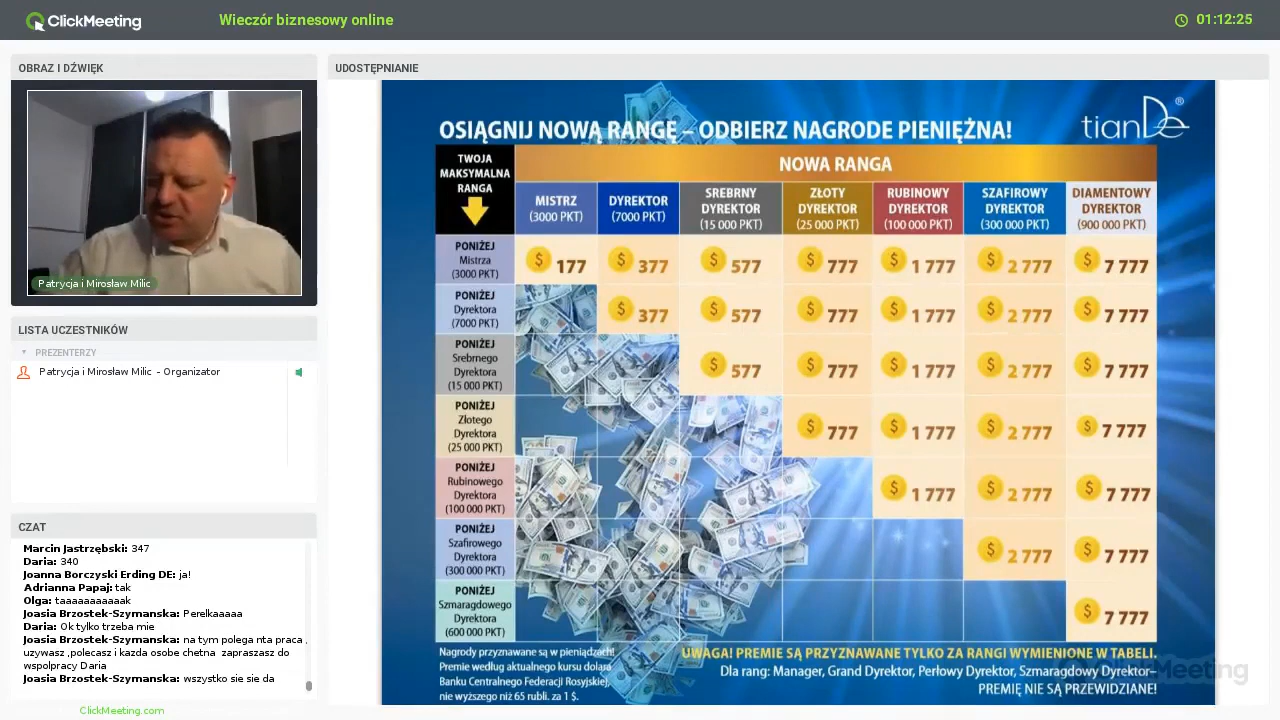 ClickMeeting
Wieczór biznesowy online
01:12:25
OBRAZ I DŹWIĘK
Patrycja i Mirosław Milic
LISTA UCZESTNIKÓW
PREZENTERZY
Patrycja i Mirosław Milic - Organizator
CZAT
Marcin Jastrzębski: 347
Daria: 340
Joanna Borczyski Erding DE: ja!
Adrianna Papaj: tak
Olga: taaaaaaaaaaak
Joasia Brzostek-Szymanska: Perelkaaaaa
Daria: Ok tylko trzeba mie
Joasia Brzostek-Szymanska: na tym polega nta praca ,
uzywasz ,polecasz i kazda osobe chetna zapraszasz do
wspolpracy Daria
Joasia Brzostek-Szymanska: wszystko sie sie da
ClickMeeting.com
UDOSTĘPNIANIE
OSIĄGNIJ NOWĄ RANGĘ – ODBIERZ NAGRODE PIENIĘŻNA!
tianDe®
TWOJA
MAKSYMALNA
RANGA
NOWA RANGA
MISTRZ
(3000 PKT)
DYREKTOR
(7000 PKT)
SREBRNY
DYREKTOR
(15 000 PKT)
ZŁOTY
DYREKTOR
(25 000 PKT)
RUBINOWY
DYREKTOR
(100 000 PKT)
SZAFIROWY
DYREKTOR
(300 000 PKT)
DIAMENTOWY
DYREKTOR
(900 000 PKT)
PONIŻEJ
Mistrza
(3000 PKT)
$ 177 $ 377 $ 577 $ 777 $ 1 777 $ 2 777 $ 7 777
PONIŻEJ
Dyrektora
(7000 PKT)
$ 377 $ 577 $ 777 $ 1 777 $ 2 777 $ 7 777
PONIŻEJ
Srebrnego
Dyrektora
(15 000 PKT)
$ 577 $ 777 $ 1 777 $ 2 777 $ 7 777
PONIŻEJ
Złotego
Dyrektora
(25 000 PKT)
$ 777 $ 1 777 $ 2 777 $ 7 777
PONIŻEJ
Rubinowego
Dyrektora
(100 000 PKT)
$ 1 777 $ 2 777 $ 7 777
PONIŻEJ
Szafirowego
Dyrektora
(300 000 PKT)
$ 2 777 $ 7 777
PONIŻEJ
Szmaragdowego
Dyrektora
(600 000 PKT)
$ 7 777
Nagrody przyznawane są w pieniądzach!
Premie według aktualnego kursu dolara
Banku Centralnego Federacji Rosyjskiej,
nie wyższego niż 65 rubli. za 1 $.
UWAGA! PREMIE SĄ PRZYZNAWANE TYLKO ZA RANGI WYMIENIONE W TABELI.
Dla rang: Manager, Grand Dyrektor, Perłowy Dyrektor, Szmaragdowy Dyrektor–
PREMIĘ NIE SĄ PRZEWIDZIANE!
ClickMeeting